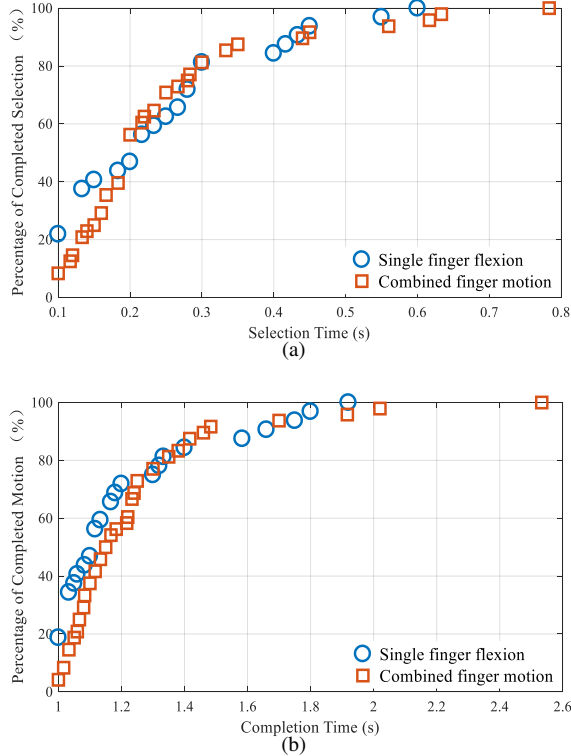 Percentage of Completed Selection（%）
100
80
60
40
20
0
Single finger flexion
Combined finger motion
0.1 0.2 0.3 0.4 0.5 0.6 0.7 0.8
Selection Time (s)
(a)
Percentage of Completed Motion （%）
100
80
60
40
20
0
Single finger flexion
Combined finger motion
1 1.2 1.4 1.6 1.8 2 2.2 2.4 2.6
Completion Time (s)
(b)